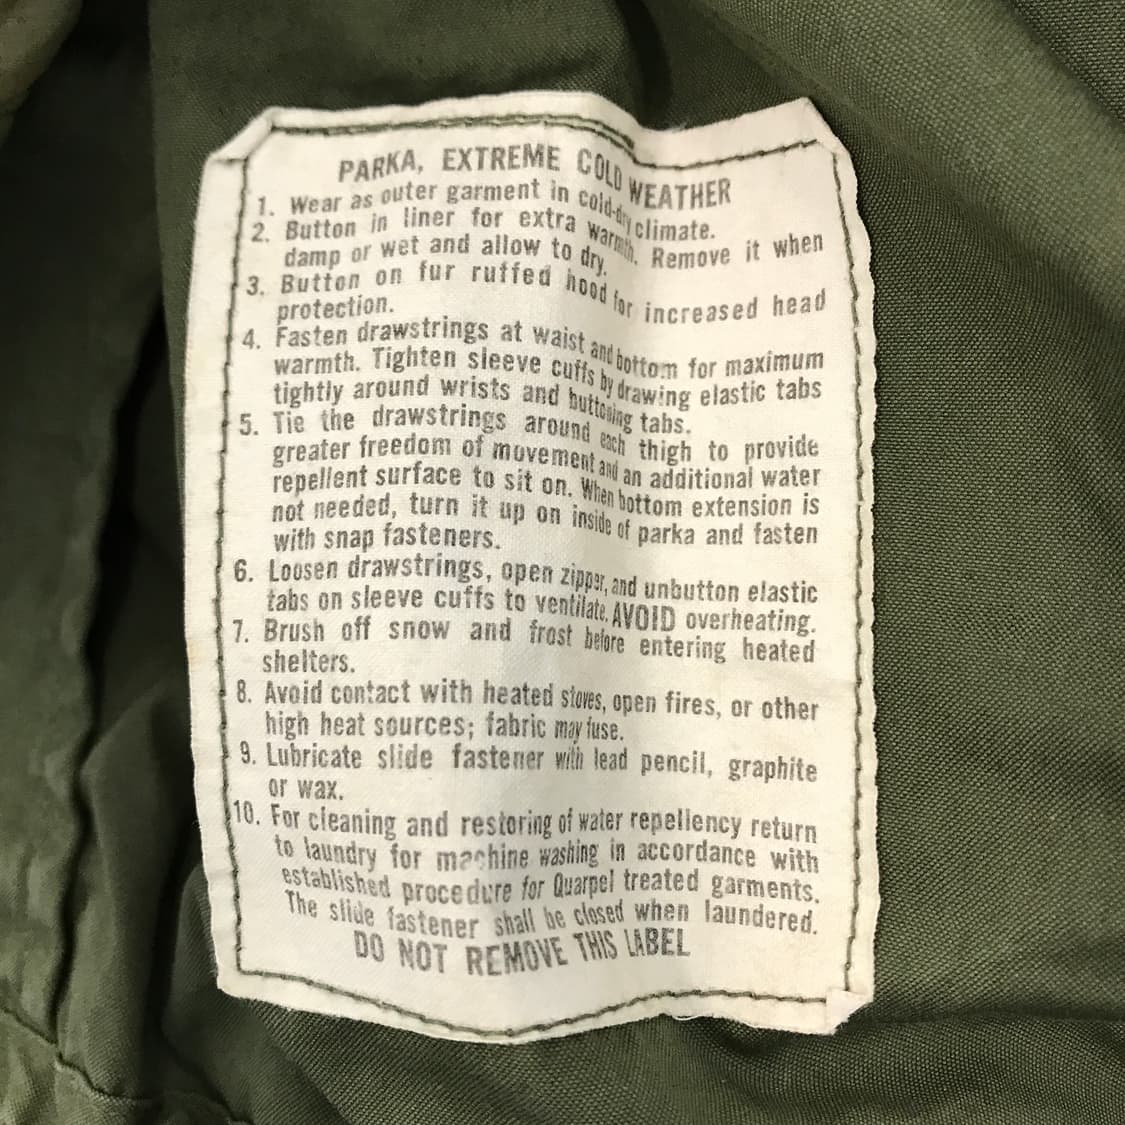 PARKA, EXTREME COLD WEATHER
1. Wear as outer garment in cold-dry climate.
2. Button in liner for extra warmth. Remove it when
damp or wet and allow to dry.
3. Button on fur ruffed hood for increased head
protection.
4. Fasten drawstrings at waist and bottom for maximum
warmth. Tighten sleeve cuffs by drawing elastic tabs
tightly around wrists and buttoning tabs.
5. Tie the drawstrings around each thigh to provide
greater freedom of movement and an additional water
repellent surface to sit on. When bottom extension is
not needed, turn it up on inside of parka and fasten
with snap fasteners.
6. Loosen drawstrings, open zipper, and unbutton elastic
tabs on sleeve cuffs to ventilate. AVOID overheating.
7. Brush off snow and frost before entering heated
shelters.
8. Avoid contact with heated stoves, open fires, or other
high heat sources; fabric may fuse.
9. Lubricate slide fastener with lead pencil, graphite
or wax.
10. For cleaning and restoring of water repellency return
to laundry for machine washing in accordance with
established procedure for Quarpel treated garments.
The slide fastener shall be closed when laundered.
DO NOT REMOVE THIS LABEL